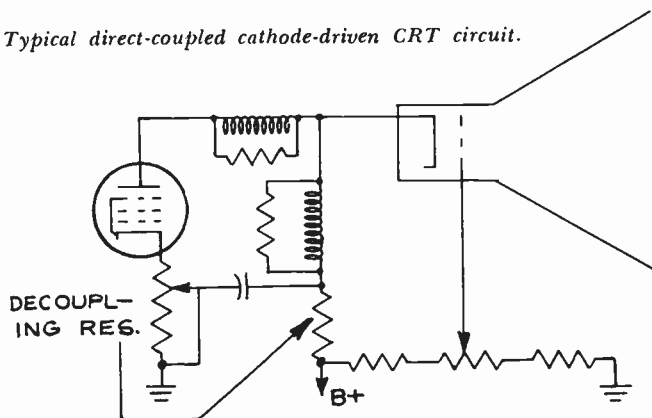 Typical direct-coupled cathode-driven CRT circuit.
DECOUPL-
ING RES.
B+